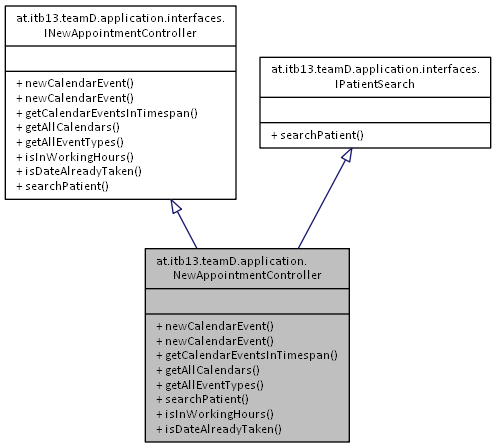 at.itb13.teamD.application.interfaces.
INewAppointmentController
+ newCalendarEvent()
+ newCalendarEvent()
+ getCalendarEventsInTimespan()
+ getAllCalendars()
+ getAllEventTypes()
+ isInWorkingHours()
+ isDateAlreadyTaken()
+ searchPatient()
at.itb13.teamD.application.interfaces.
IPatientSearch
+ searchPatient()
at.itb13.teamD.application.
NewAppointmentController
+ newCalendarEvent()
+ newCalendarEvent()
+ getCalendarEventsInTimespan()
+ getAllCalendars()
+ getAllEventTypes()
+ searchPatient()
+ isInWorkingHours()
+ isDateAlreadyTaken()